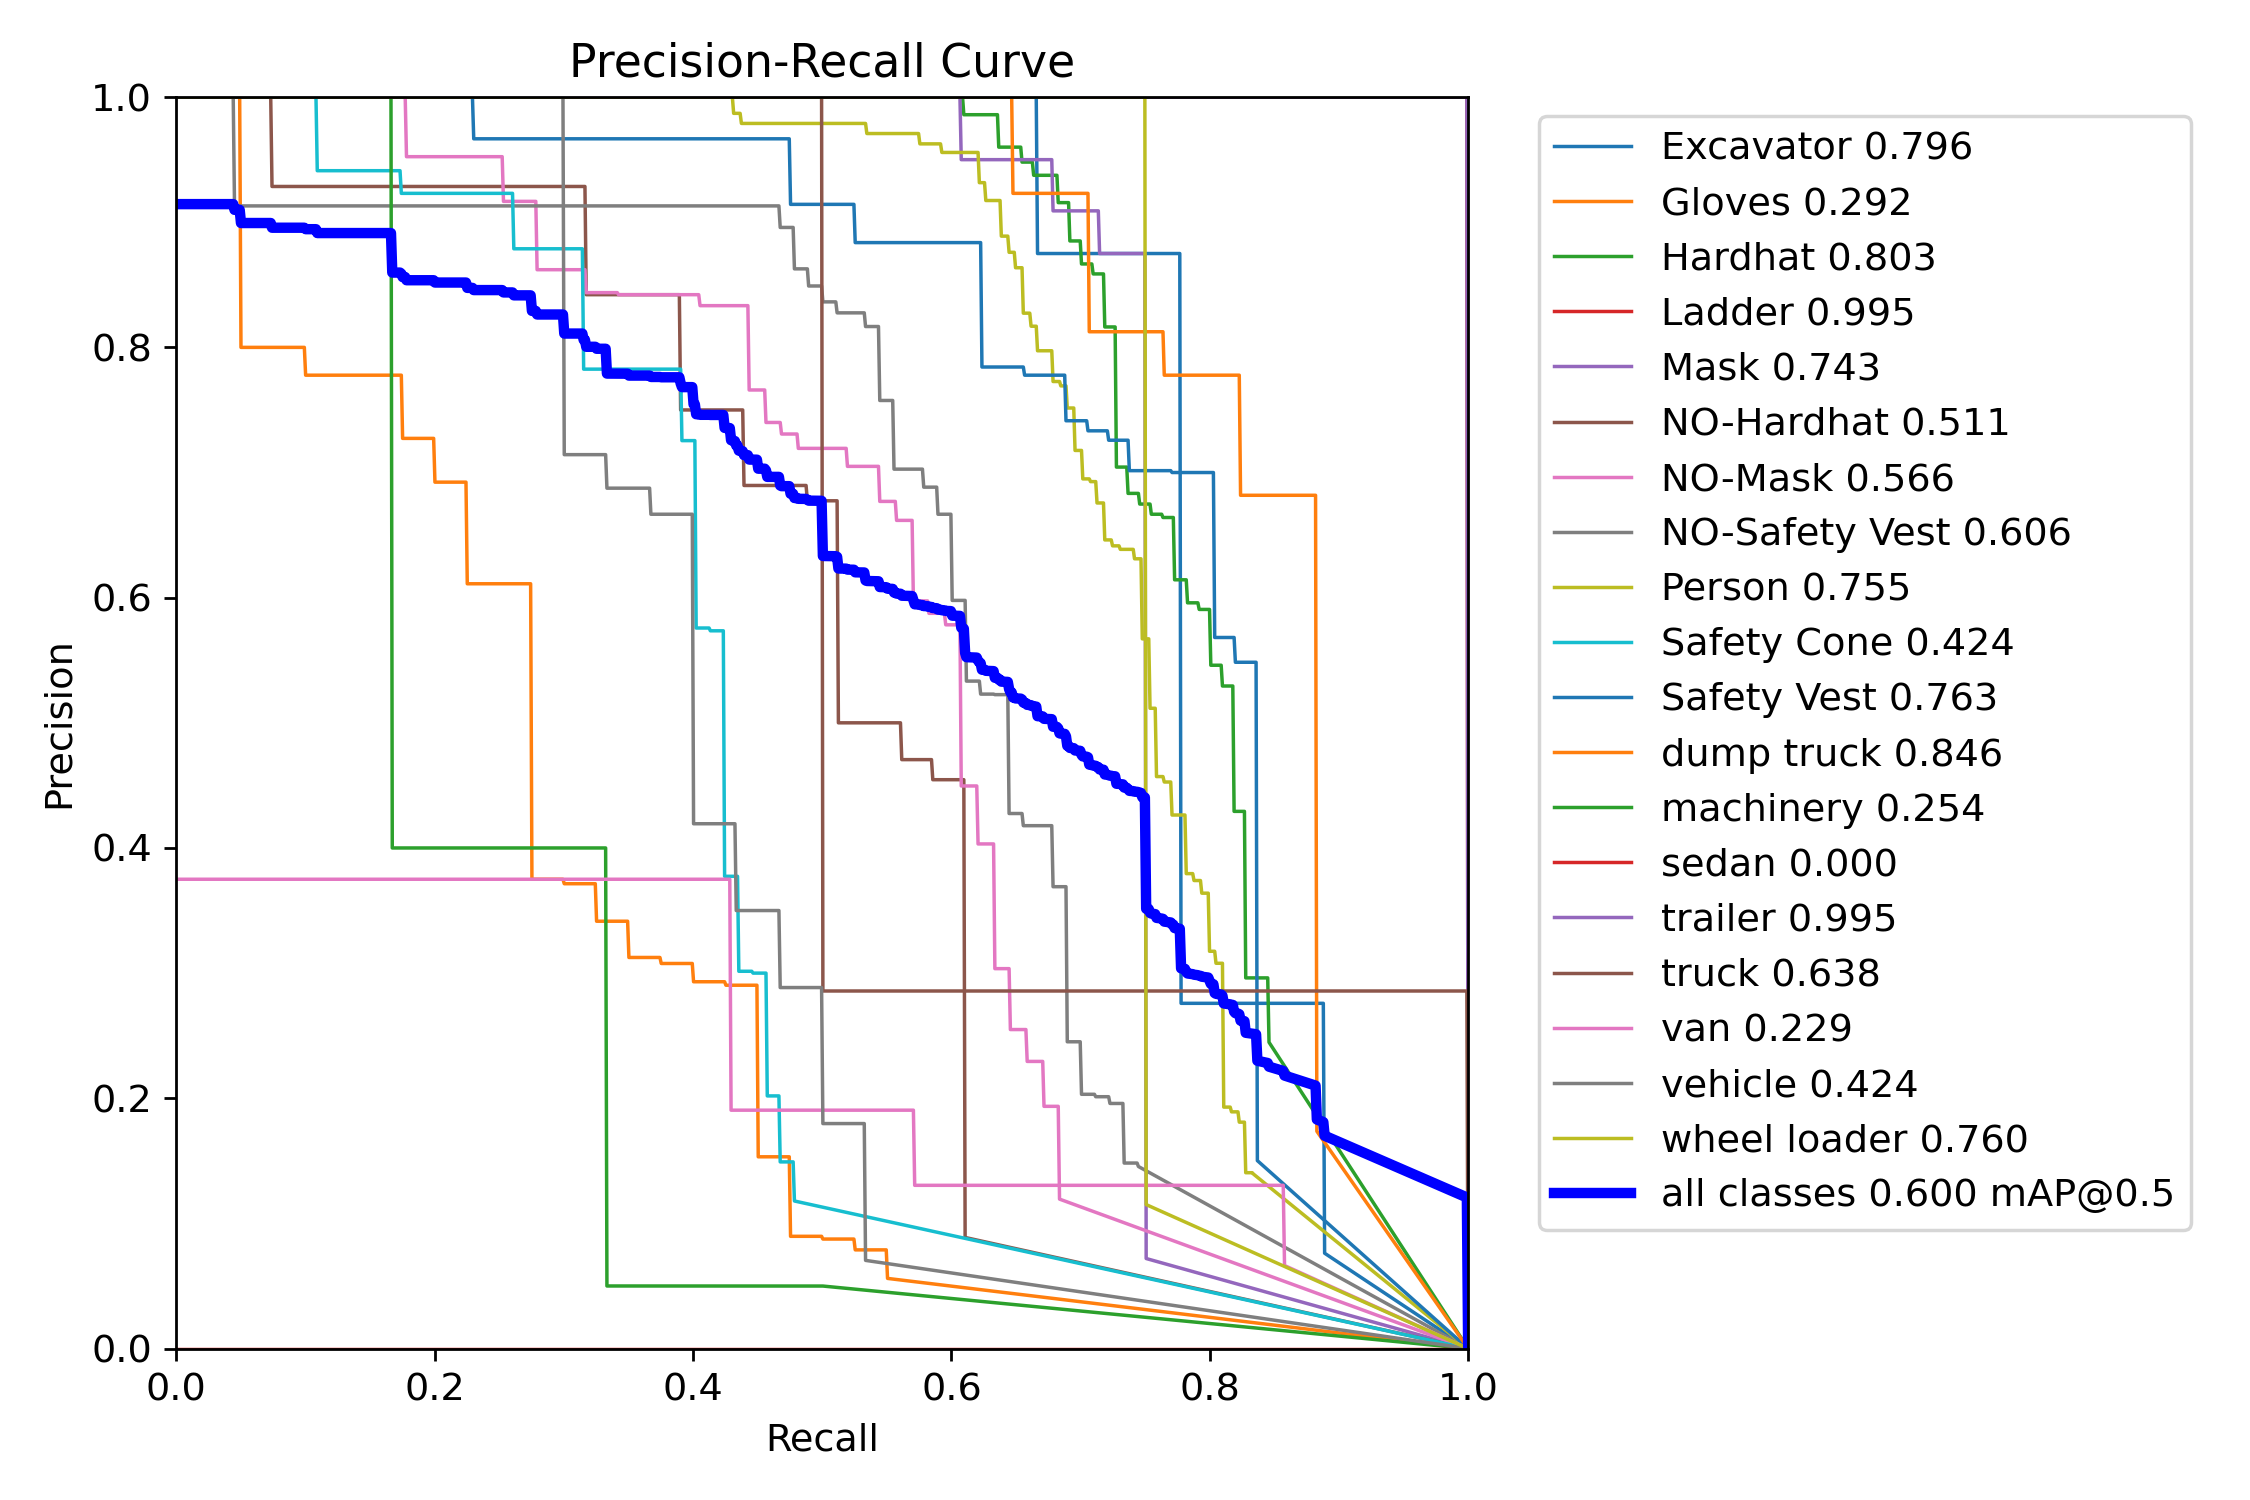 Precision-Recall Curve
1.0
0.8
0.6
0.4
0.2
0.0
Precision
0.0 0.2 0.4 0.6 0.8 1.0
Recall
Excavator 0.796
Gloves 0.292
Hardhat 0.803
Ladder 0.995
Mask 0.743
NO-Hardhat 0.511
NO-Mask 0.566
NO-Safety Vest 0.606
Person 0.755
Safety Cone 0.424
Safety Vest 0.763
dump truck 0.846
machinery 0.254
sedan 0.000
trailer 0.995
truck 0.638
van 0.229
vehicle 0.424
wheel loader 0.760
all classes 0.600 mAP@0.5